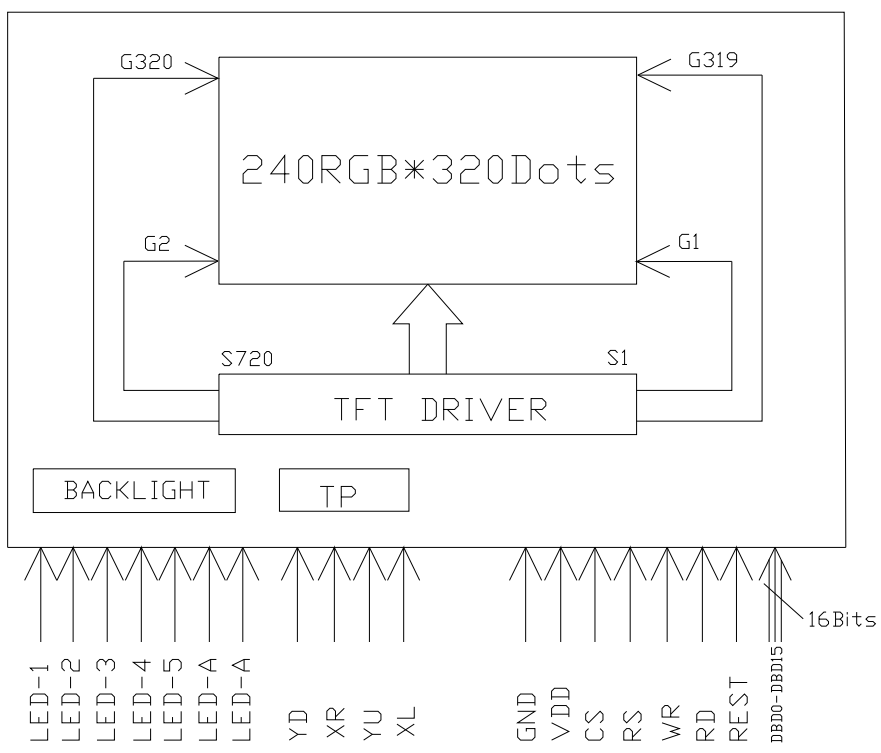 G320
G319
240RGB*320Dots
G2
G1
S720
S1
TFT DRIVER
BACKLIGHT
TP
16Bits
LED-1
LED-2
LED-3
LED-4
LED-5
LED-A
LED-A
YD
XR
YU
XL
GND
VDD
CS
RS
WR
RD
REST
DBD0-DBD15